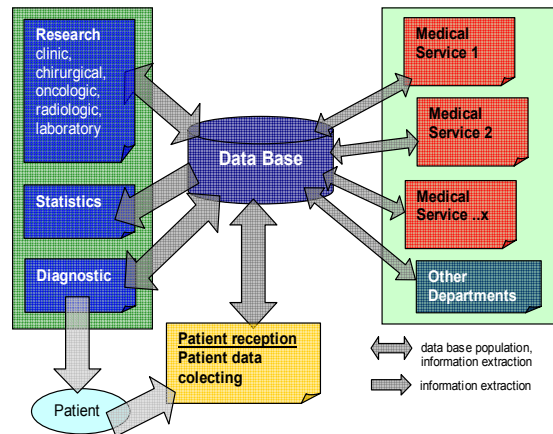 Research
clinic,
chirurgical,
oncologic,
radiologic,
laboratory
Statistics
Diagnostic
Patient
Data Base
Patient reception
Patient data
colecting
Medical
Service 1
Medical
Service 2
Medical
Service ..x
Other
Departments
data base population,
information extraction
information extraction